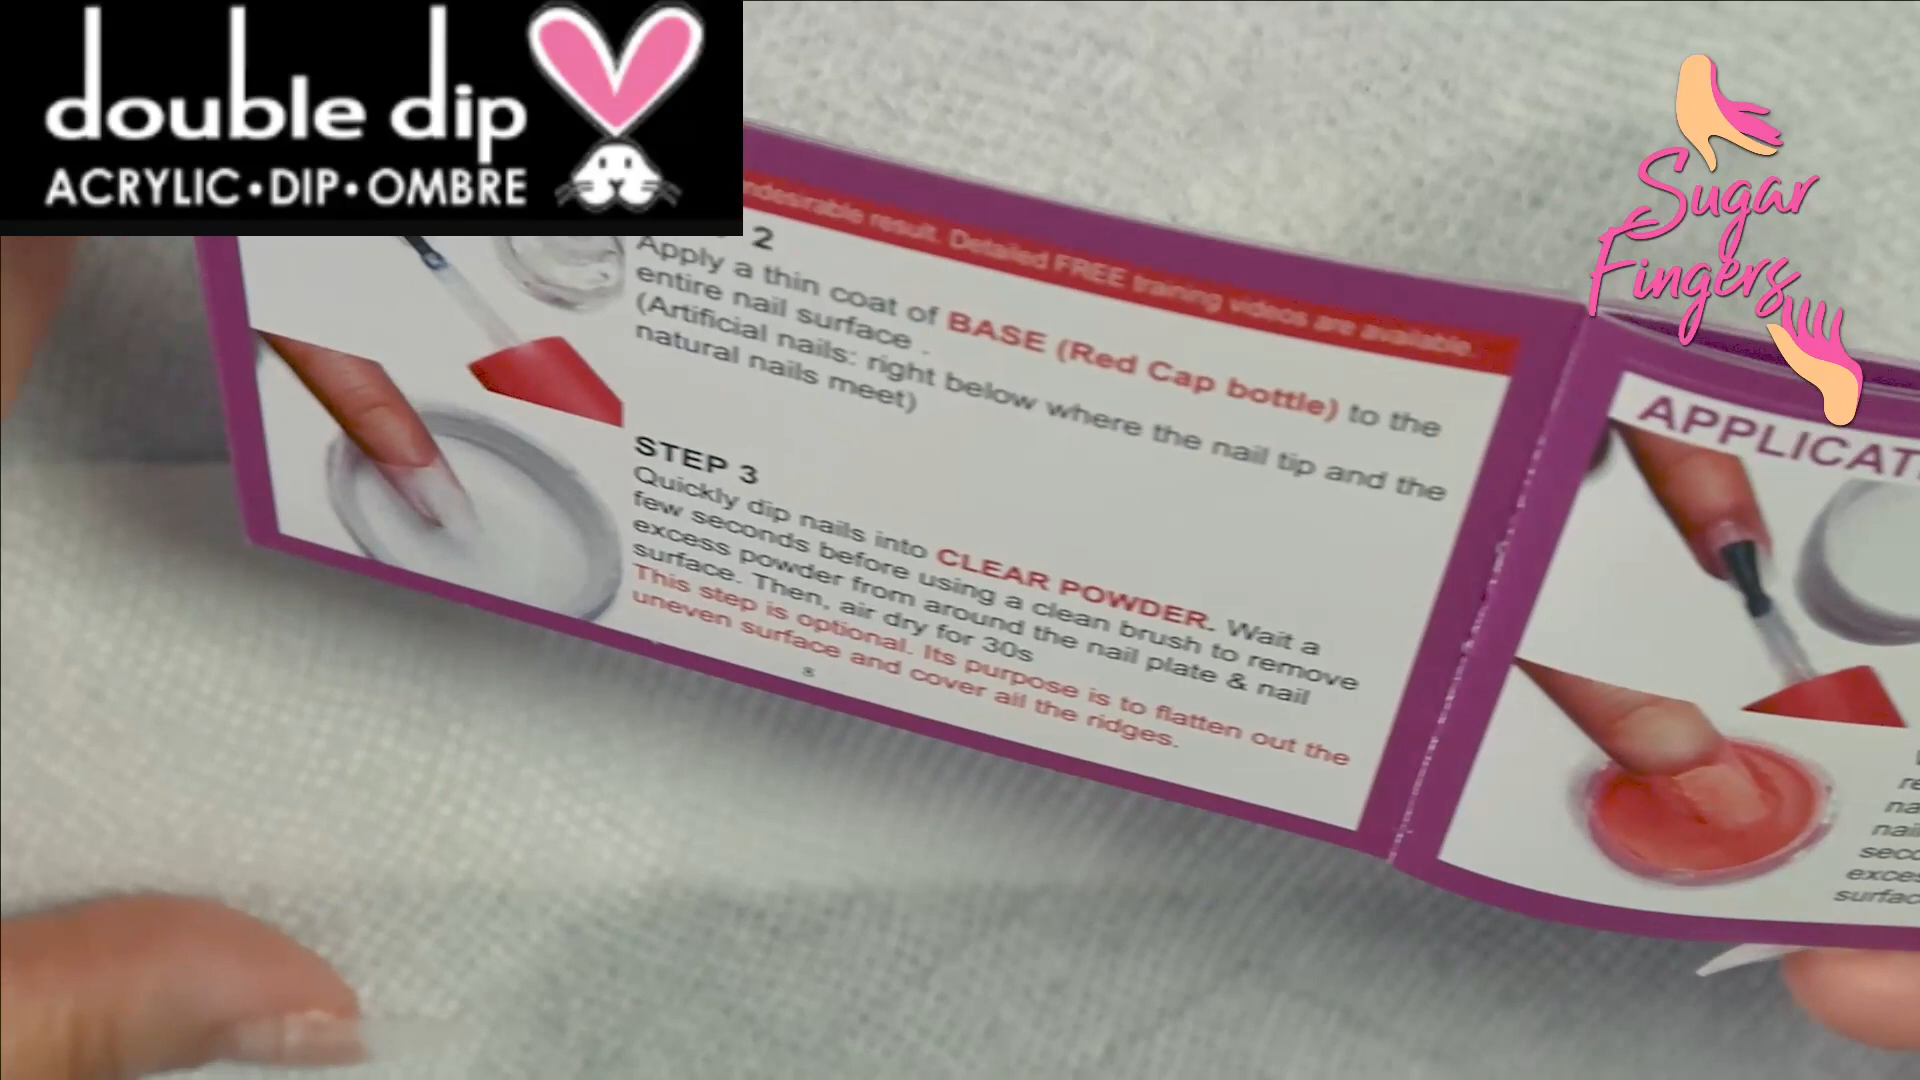 double dip
ACRYLIC•DIP•OMBRE
Sugar
Fingers
undesirable result. Detailed FREE training videos are available.
2
Apply a thin coat of BASE (Red Cap bottle) to the
entire nail surface .
(Artificial nails: right below where the nail tip and the
natural nails meet)
STEP 3
Quickly dip nails into CLEAR POWDER. Wait a
few seconds before using a clean brush to remove
excess powder from around the nail plate & nail
surface. Then, air dry for 30s
This step is optional. Its purpose is to flatten out the
uneven surface and cover all the ridges.
8